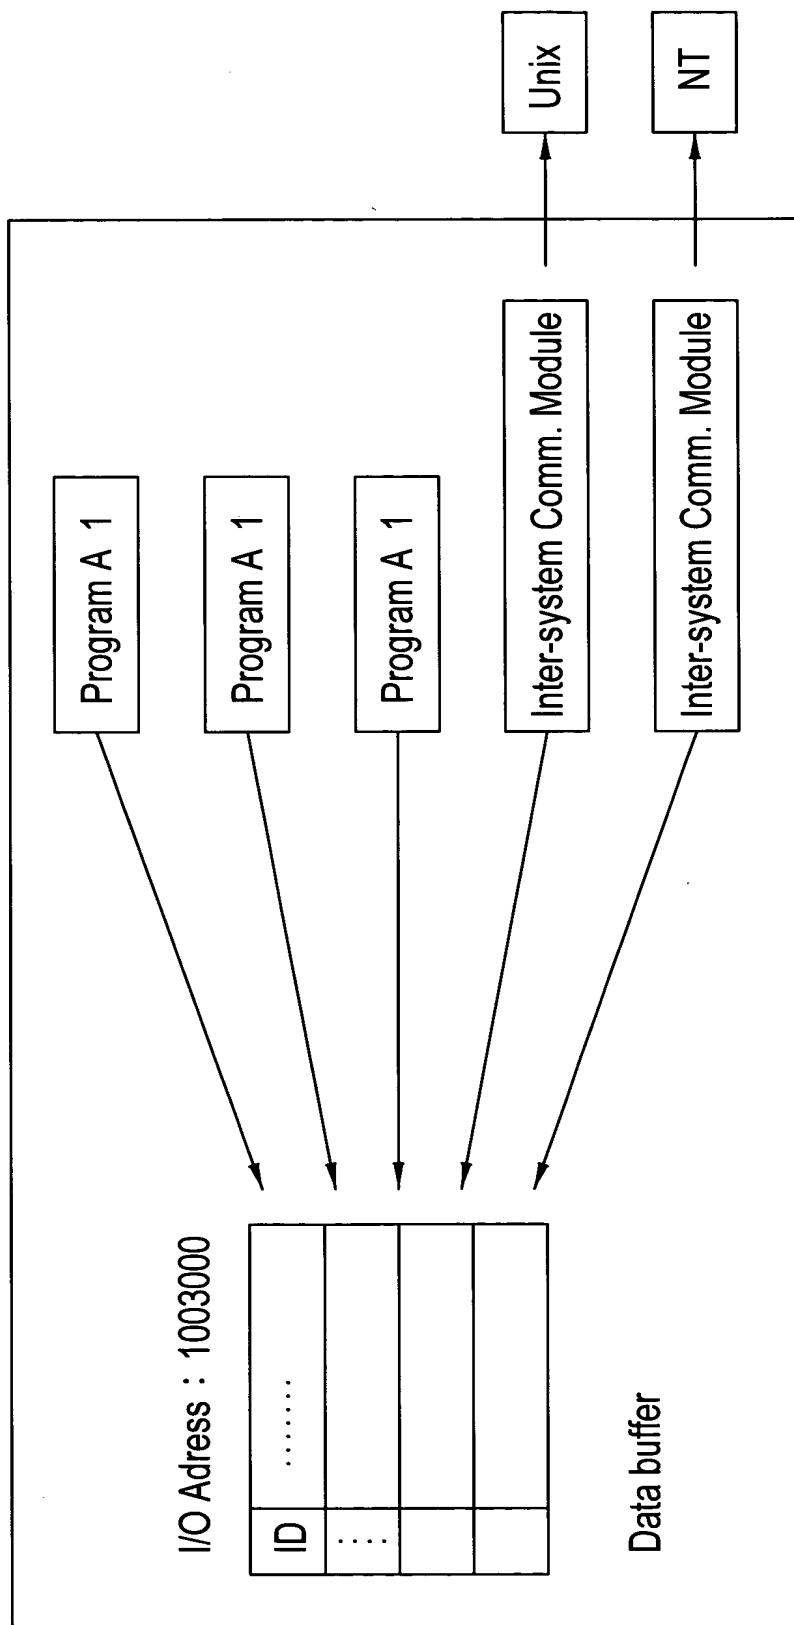 I/O Adress : 1003000
ID ........
....
Data buffer
Program A 1
Program A 1
Program A 1
Inter-system Comm. Module
Inter-system Comm. Module
Unix
NT